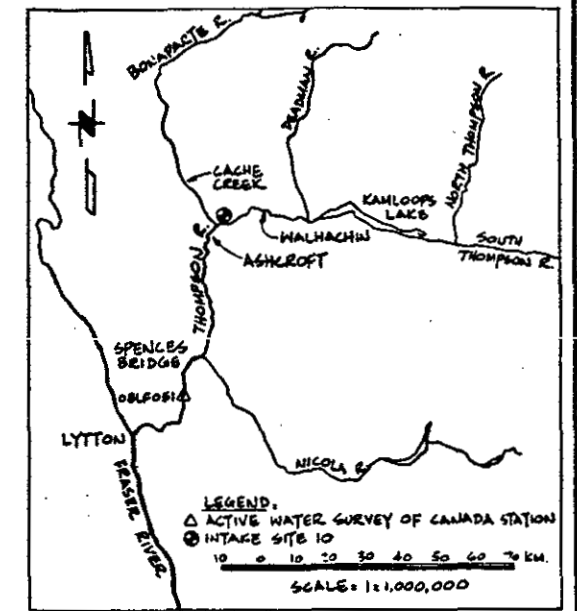 BONAPARTE R.
DEADMAN R.
NORTH THOMPSON R.
CACHE
CREEK
KAMLOOPS
LAKE
WALHACHIN
SOUTH
THOMPSON R.
ASHCROFT
THOMPSON R.
SPENCES
BRIDGE
08LF051
LYTTON
NICOLA R.
FRASER RIVER
LEGEND:
△ ACTIVE WATER SURVEY OF CANADA STATION
INTAKE SITE 10
10 0 10 20 30 40 50 60 70 KM.
SCALE = 1:1,000,000